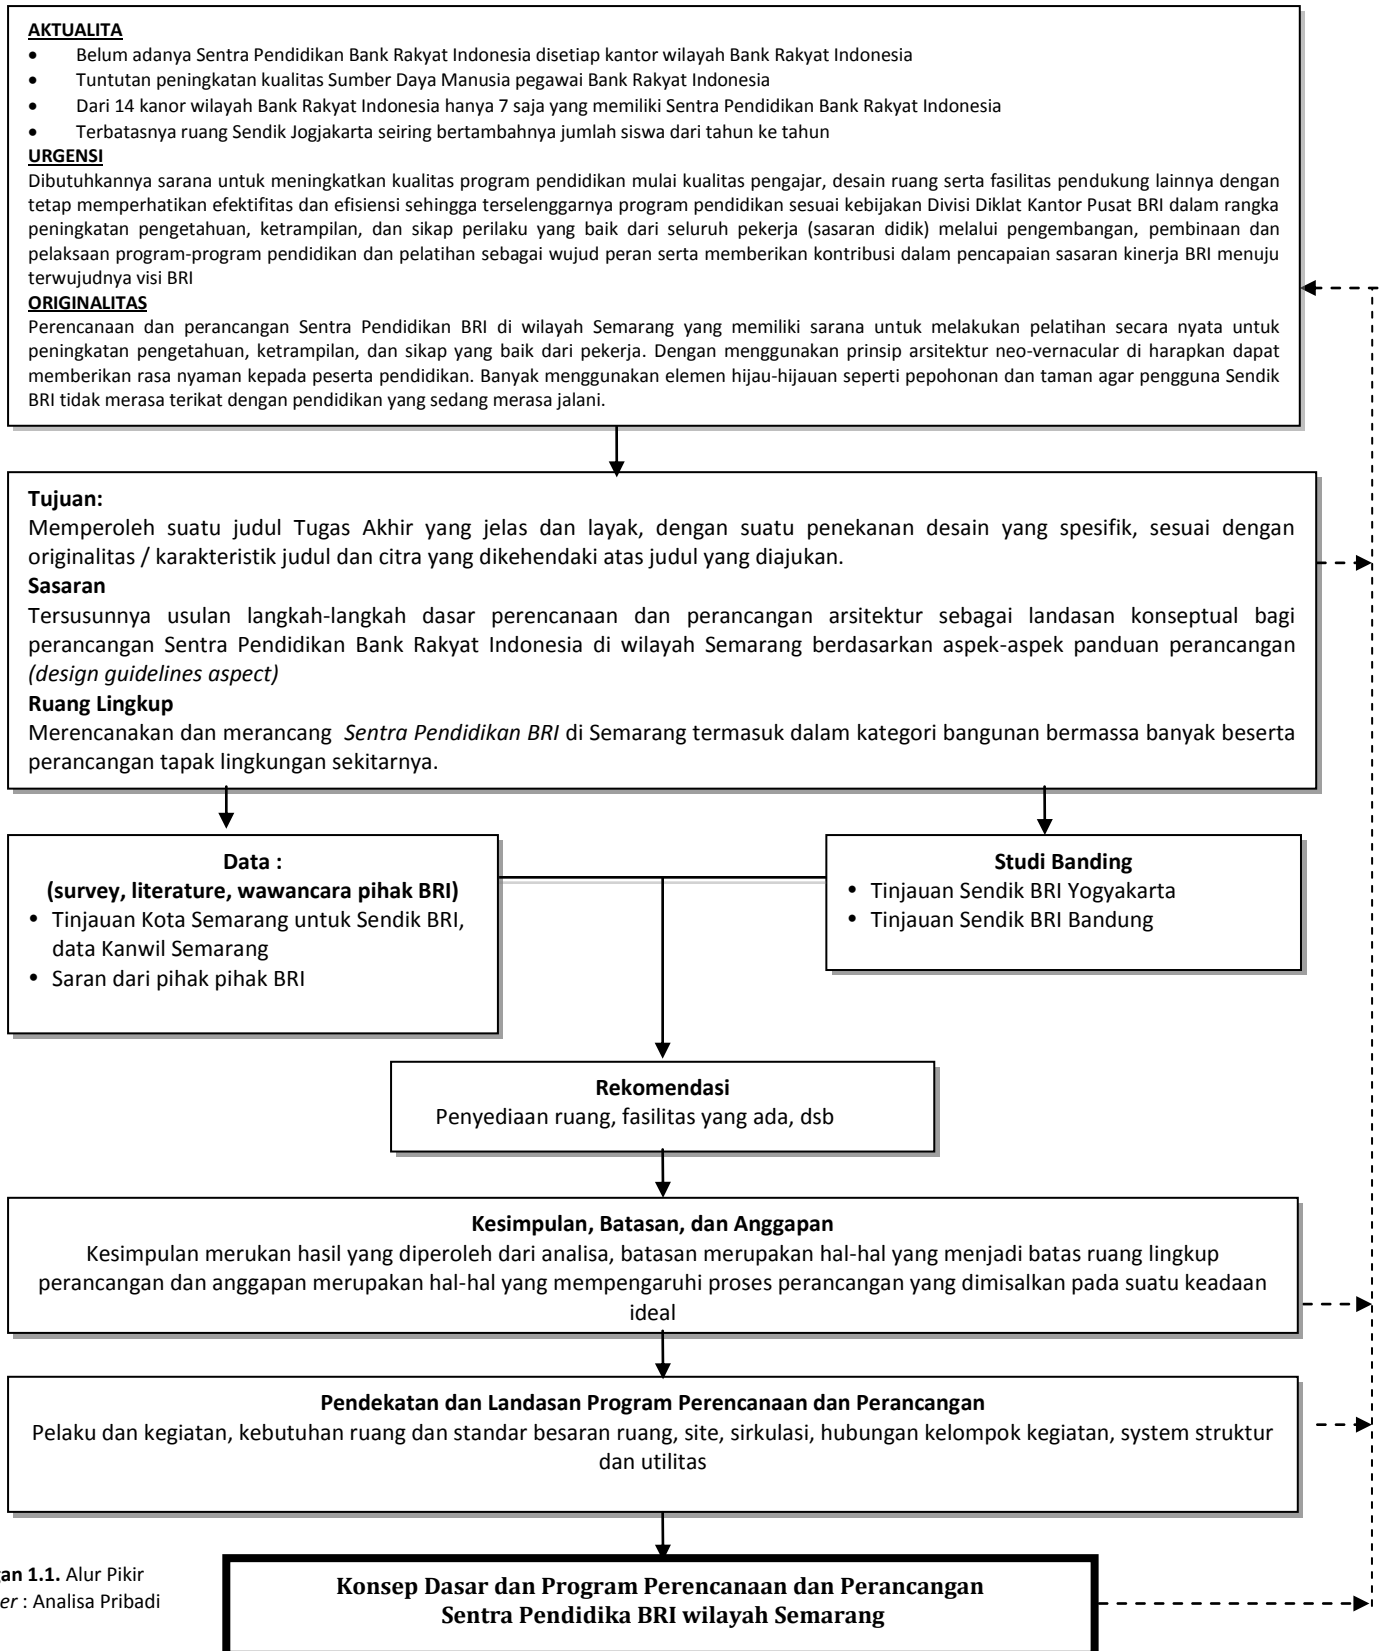 AKTUALITA
• Belum adanya Sentra Pendidikan Bank Rakyat Indonesia disetiap kantor wilayah Bank Rakyat Indonesia
• Tuntutan peningkatan kualitas Sumber Daya Manusia pegawai Bank Rakyat Indonesia
• Dari 14 kanor wilayah Bank Rakyat Indonesia hanya 7 saja yang memiliki Sentra Pendidikan Bank Rakyat Indonesia
• Terbatasnya ruang Sendik Jogjakarta seiring bertambahnya jumlah siswa dari tahun ke tahun
URGENSI
Dibutuhkannya sarana untuk meningkatkan kualitas program pendidikan mulai kualitas pengajar, desain ruang serta fasilitas pendukung lainnya dengan
tetap memperhatikan efektifitas dan efisiensi sehingga terselenggarnya program pendidikan sesuai kebijakan Divisi Diklat Kantor Pusat BRI dalam rangka
peningkatan pengetahuan, ketrampilan, dan sikap perilaku yang baik dari seluruh pekerja (sasaran didik) melalui pengembangan, pembinaan dan
pelaksaan program-program pendidikan dan pelatihan sebagai wujud peran serta memberikan kontribusi dalam pencapaian sasaran kinerja BRI menuju
terwujudnya visi BRI
ORIGINALITAS
Perencanaan dan perancangan Sentra Pendidikan BRI di wilayah Semarang yang memiliki sarana untuk melakukan pelatihan secara nyata untuk
peningkatan pengetahuan, ketrampilan, dan sikap yang baik dari pekerja. Dengan menggunakan prinsip arsitektur neo-vernacular di harapkan dapat
memberikan rasa nyaman kepada peserta pendidikan. Banyak menggunakan elemen hijau-hijauan seperti pepohonan dan taman agar pengguna Sendik
BRI tidak merasa terikat dengan pendidikan yang sedang merasa jalani.
Tujuan:
Memperoleh suatu judul Tugas Akhir yang jelas dan layak, dengan suatu penekanan desain yang spesifik, sesuai dengan
originalitas / karakteristik judul dan citra yang dikehendaki atas judul yang diajukan.
Sasaran
Tersusunnya usulan langkah-langkah dasar perencanaan dan perancangan arsitektur sebagai landasan konseptual bagi
perancangan Sentra Pendidikan Bank Rakyat Indonesia di wilayah Semarang berdasarkan aspek-aspek panduan perancangan
(design guidelines aspect)
Ruang Lingkup
Merencanakan dan merancang Sentra Pendidikan BRI di Semarang termasuk dalam kategori bangunan bermassa banyak beserta
perancangan tapak lingkungan sekitarnya.
Data :
(survey, literature, wawancara pihak BRI)
• Tinjauan Kota Semarang untuk Sendik BRI,
data Kanwil Semarang
• Saran dari pihak pihak BRI
Studi Banding
• Tinjauan Sendik BRI Yogyakarta
• Tinjauan Sendik BRI Bandung
Rekomendasi
Penyediaan ruang, fasilitas yang ada, dsb
Kesimpulan, Batasan, dan Anggapan
Kesimpulan merukan hasil yang diperoleh dari analisa, batasan merupakan hal-hal yang menjadi batas ruang lingkup
perancangan dan anggapan merupakan hal-hal yang mempengaruhi proses perancangan yang dimisalkan pada suatu keadaan
ideal
Pendekatan dan Landasan Program Perencanaan dan Perancangan
Pelaku dan kegiatan, kebutuhan ruang dan standar besaran ruang, site, sirkulasi, hubungan kelompok kegiatan, system struktur
dan utilitas
gan 1.1. Alur Pikir
er : Analisa Pribadi
Konsep Dasar dan Program Perencanaan dan Perancangan
Sentra Pendidika BRI wilayah Semarang